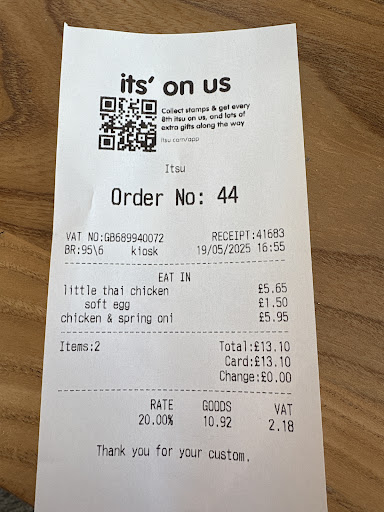 its' on us
Collect stamps & get every
8th itsu on us, and lots of
extra gifts along the way
itsu.com/app
Itsu
Order No: 44
VAT NO:GB689940072 RECEIPT:41683
BR:95\6 kiosk 19/05/2025 16:55
EAT IN
little thai chicken £5.65
soft egg £1.50
chicken & spring oni £5.95
Items:2 Total:£13.10
Card:£13.10
Change:£0.00
RATE GOODS VAT
20.00% 10.92 2.18
Thank you for your custom.